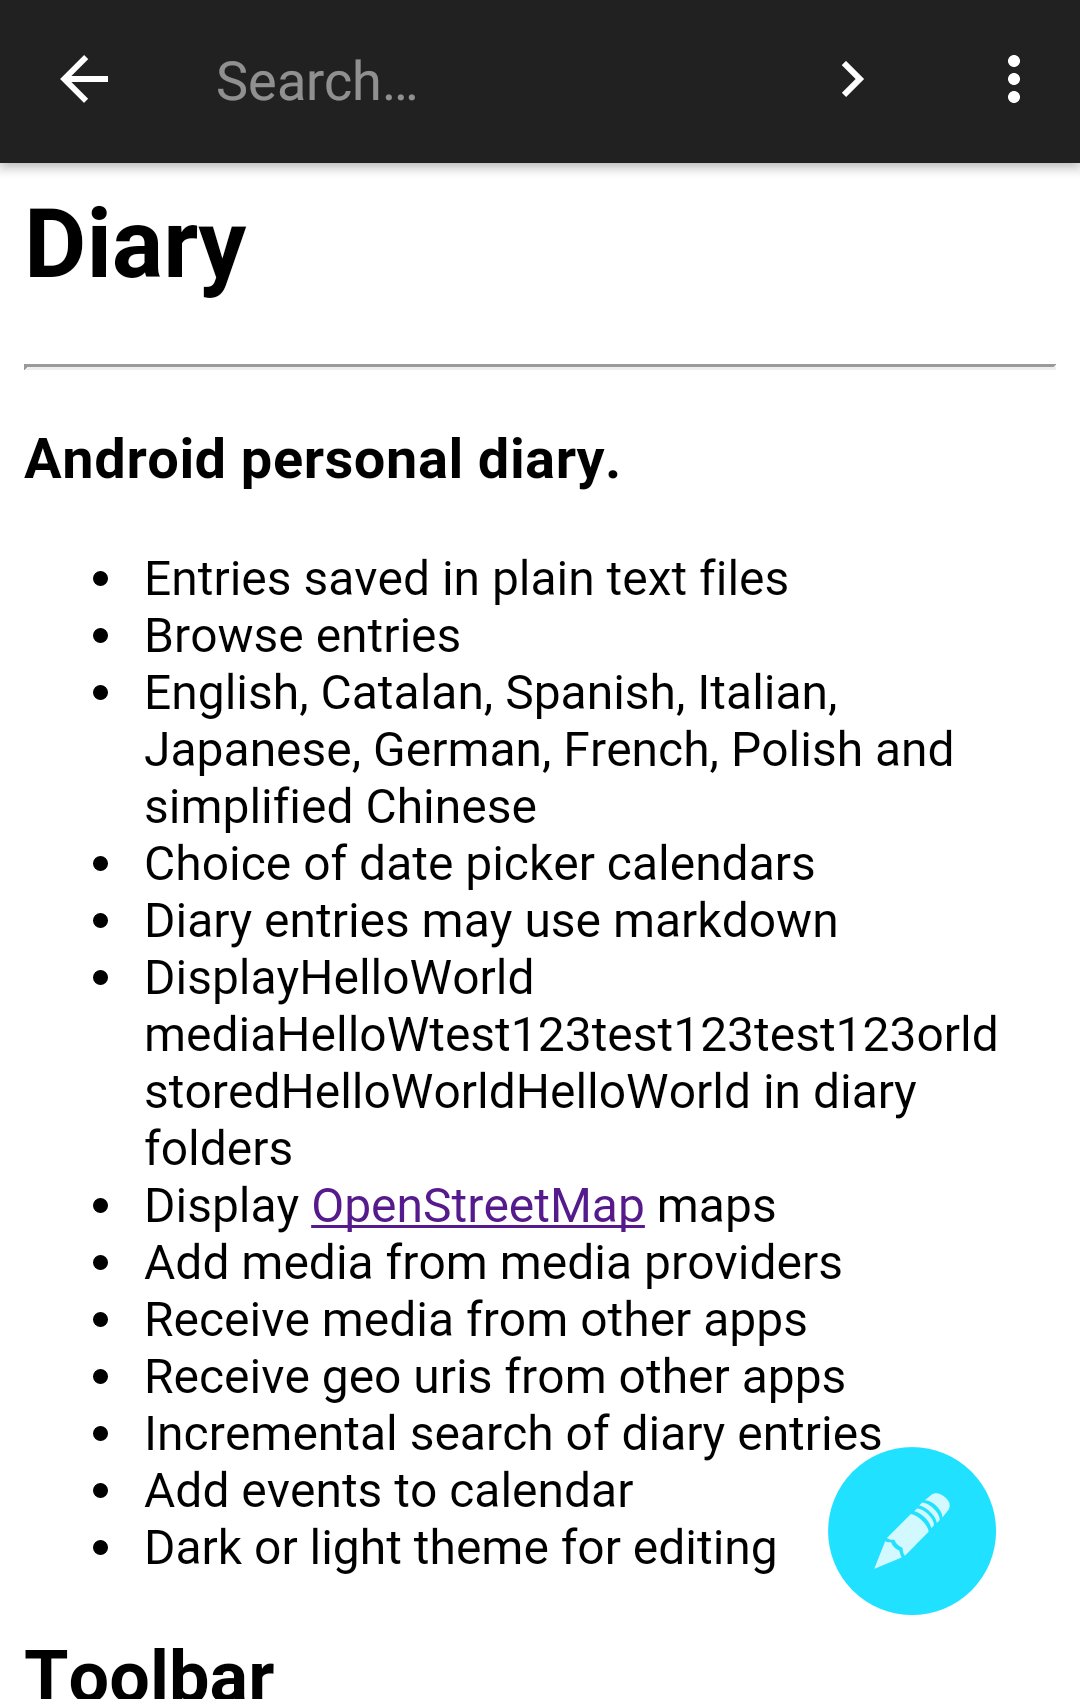 Search...
Diary
Android personal diary.
• Entries saved in plain text files
• Browse entries
• English, Catalan, Spanish, Italian,
Japanese, German, French, Polish and
simplified Chinese
• Choice of date picker calendars
• Diary entries may use markdown
• DisplayHelloWorld
mediaHelloWtest123test123test123orld
storedHelloWorldHelloWorld in diary
folders
• Display OpenStreetMap maps
• Add media from media providers
• Receive media from other apps
• Receive geo uris from other apps
• Incremental search of diary entries
• Add events to calendar
• Dark or light theme for editing
Toolbar